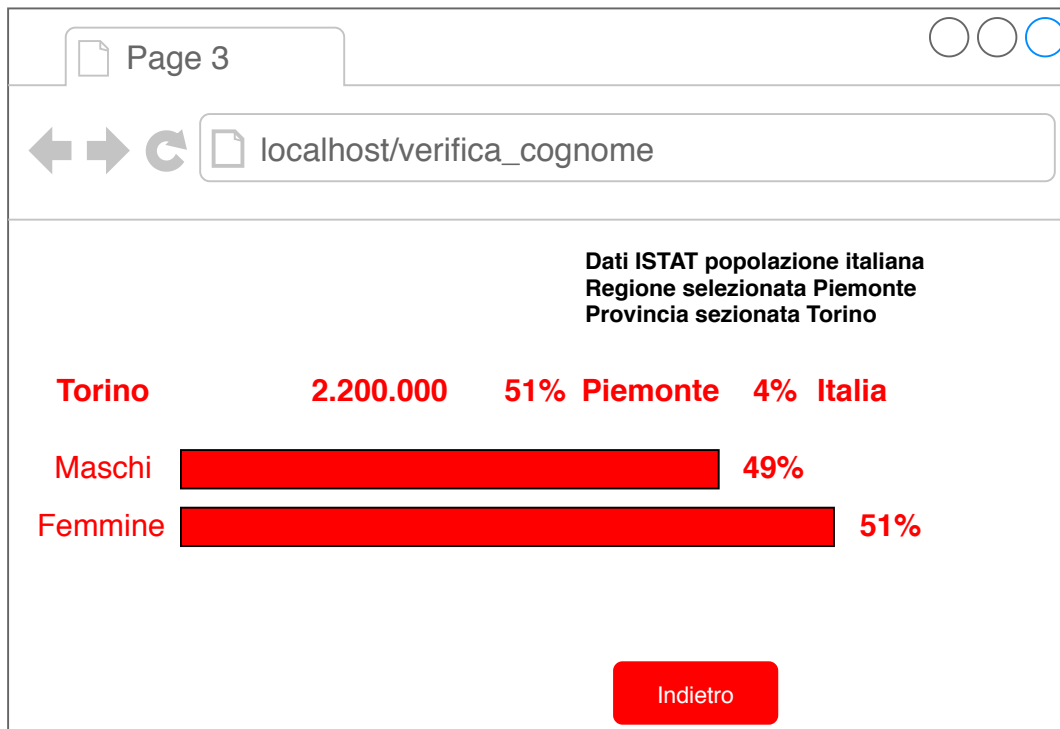 Page 3
localhost/verifica_cognome
Dati ISTAT popolazione italiana
Regione selezionata Piemonte
Provincia sezionata Torino
Torino 2.200.000 51% Piemonte 4% Italia
Maschi 49%
Femmine 51%
Indietro